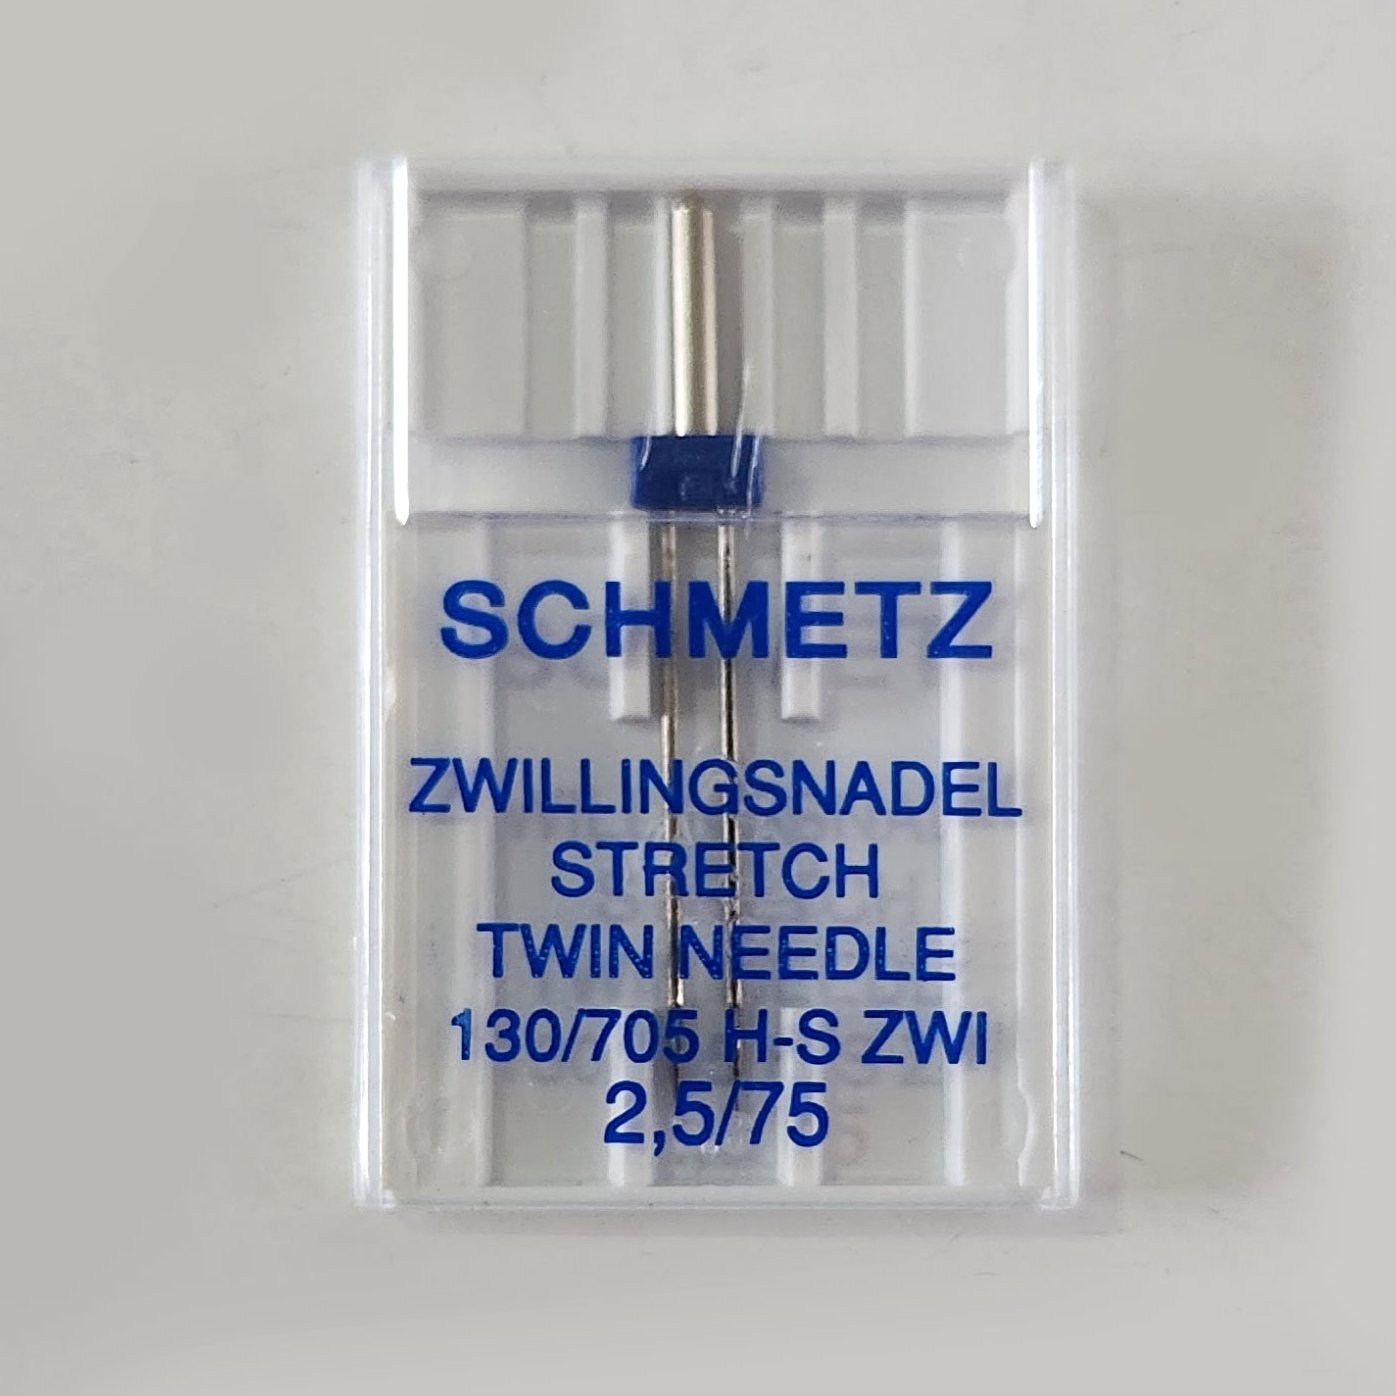 SCHMETZ
ZWILLINGSNADEL
STRETCH
TWIN NEEDLE
130/705 H-S ZWI
2,5/75